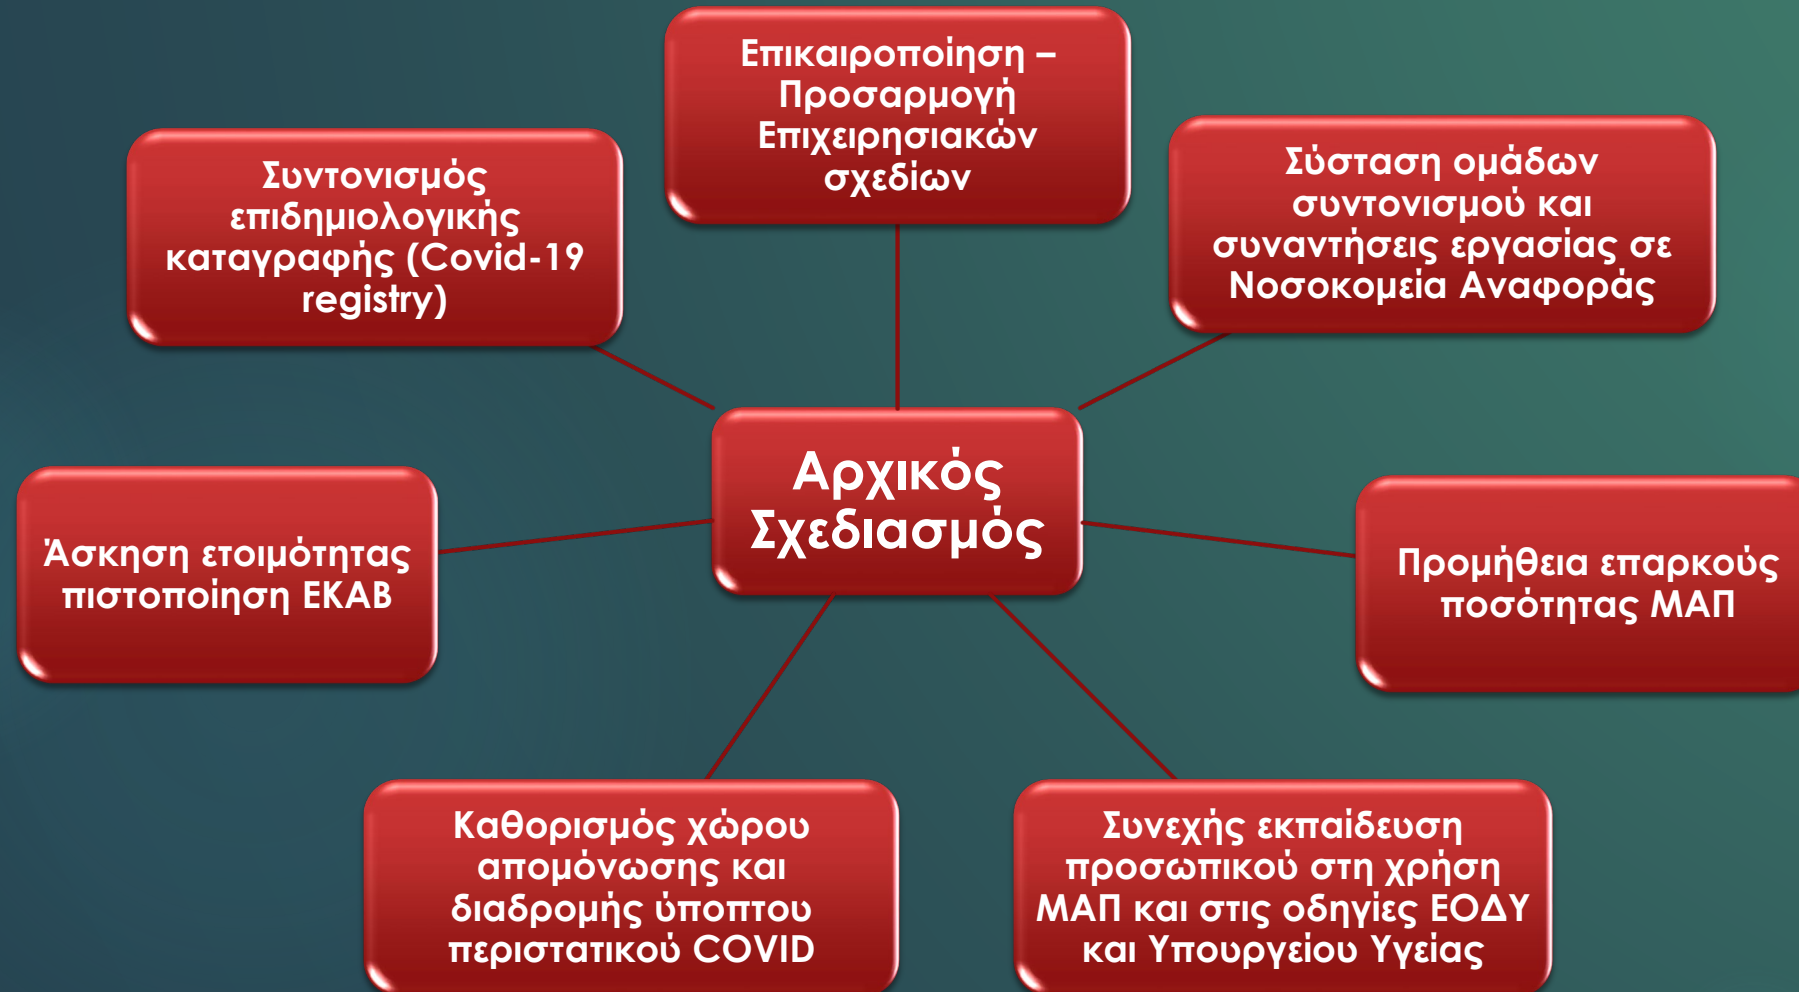 Επικαιροποίηση –
Προσαρμογή
Επιχειρησιακών
σχεδίων
Σύσταση ομάδων
συντονισμού και
συναντήσεις εργασίας σε
Νοσοκομεία Αναφοράς
Προμήθεια επαρκούς
ποσότητας ΜΑΠ
Συνεχής εκπαίδευση
προσωπικού στη χρήση
ΜΑΠ και στις οδηγίες ΕΟΔΥ
και Υπουργείου Υγείας
Καθορισμός χώρου
απομόνωσης και
διαδρομής ύποπτου
περιστατικού COVID
Άσκηση ετοιμότητας
πιστοποίηση ΕΚΑΒ
Συντονισμός
επιδημιολογικής
καταγραφής (Covid-19
registry)
Αρχικός
Σχεδιασμός